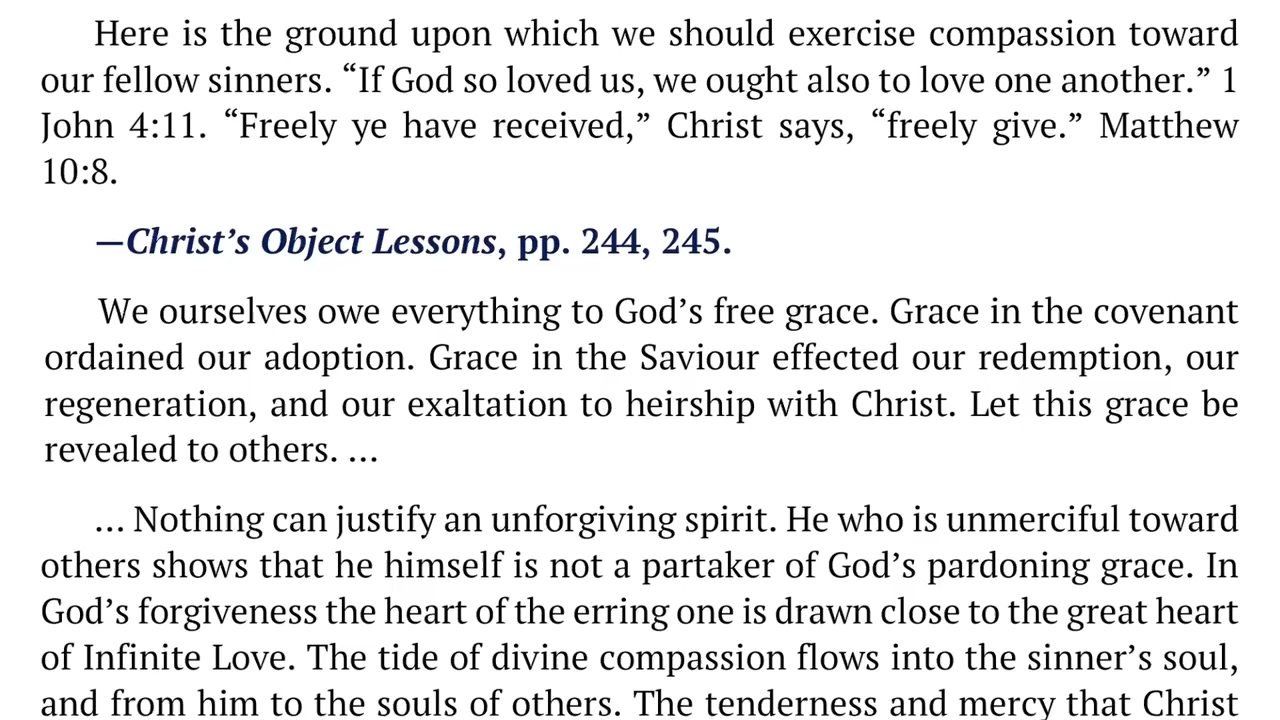 Here is the ground upon which we should exercise compassion toward
our fellow sinners. “If God so loved us, we ought also to love one another.” 1
John 4:11. “Freely ye have received,” Christ says, “freely give.” Matthew
10:8.
—Christ’s Object Lessons, pp. 244, 245.
We ourselves owe everything to God’s free grace. Grace in the covenant
ordained our adoption. Grace in the Saviour effected our redemption, our
regeneration, and our exaltation to heirship with Christ. Let this grace be
revealed to others. ...
... Nothing can justify an unforgiving spirit. He who is unmerciful toward
others shows that he himself is not a partaker of God’s pardoning grace. In
God’s forgiveness the heart of the erring one is drawn close to the great heart
of Infinite Love. The tide of divine compassion flows into the sinner’s soul,
and from him to the souls of others. The tenderness and mercy that Christ